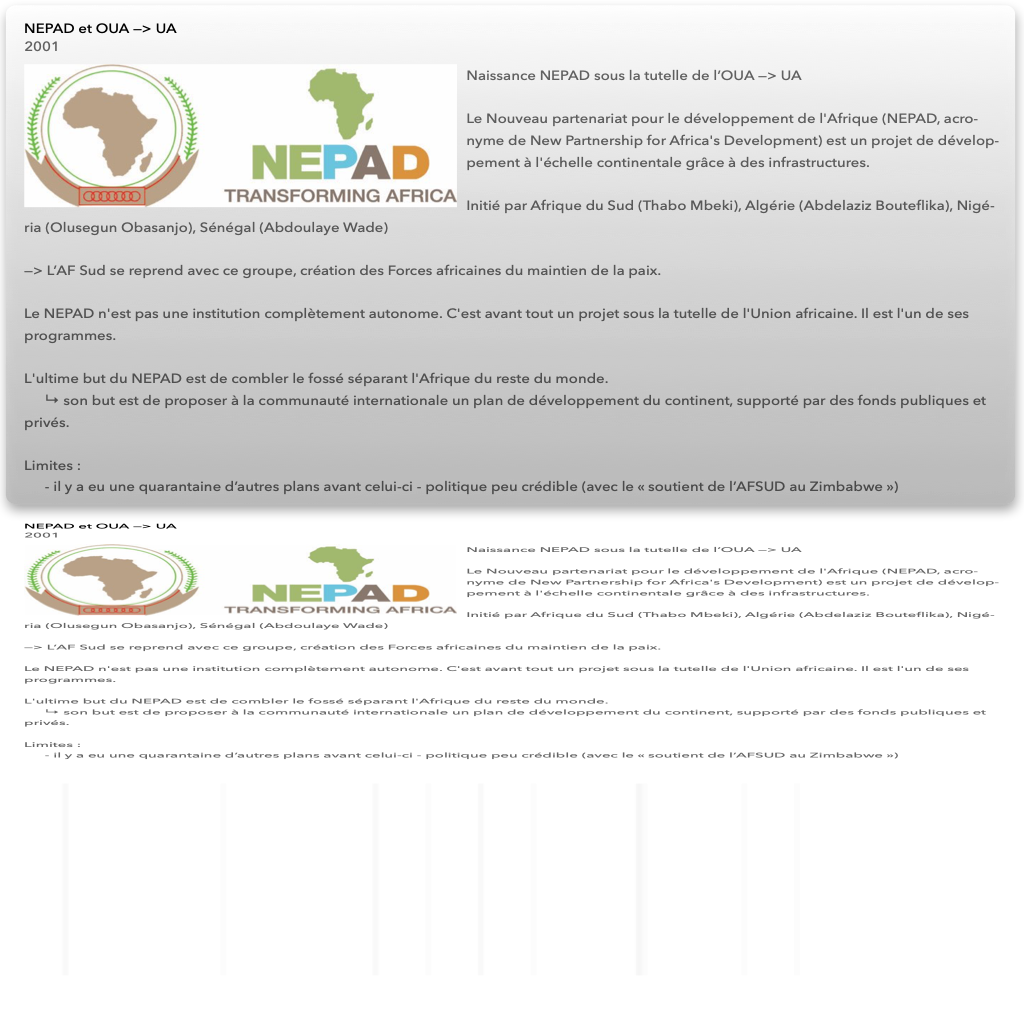 NEPAD et OUA —> UA
2001
NEPAD
TRANSFORMING AFRICA
Naissance NEPAD sous la tutelle de l’OUA —> UA
Le Nouveau partenariat pour le développement de l'Afrique (NEPAD, acro-
nyme de New Partnership for Africa's Development) est un projet de dévelop-
pement à l'échelle continentale grâce à des infrastructures.
Initié par Afrique du Sud (Thabo Mbeki), Algérie (Abdelaziz Bouteflika), Nigé-
ria (Olusegun Obasanjo), Sénégal (Abdoulaye Wade)
—> L’AF Sud se reprend avec ce groupe, création des Forces africaines du maintien de la paix.
Le NEPAD n'est pas une institution complètement autonome. C'est avant tout un projet sous la tutelle de l'Union africaine. Il est l'un de ses
programmes.
L'ultime but du NEPAD est de combler le fossé séparant l'Afrique du reste du monde.
↪ son but est de proposer à la communauté internationale un plan de développement du continent, supporté par des fonds publiques et
privés.
Limites :
- il y a eu une quarantaine d’autres plans avant celui-ci - politique peu crédible (avec le « soutient de l’AFSUD au Zimbabwe »)
NEPAD et OUA —> UA
2001
NEPAD
TRANSFORMING AFRICA
Naissance NEPAD sous la tutelle de l’OUA —> UA
Le Nouveau partenariat pour le développement de l'Afrique (NEPAD, acro-
nyme de New Partnership for Africa's Development) est un projet de dévelop-
pement à l'échelle continentale grâce à des infrastructures.
Initié par Afrique du Sud (Thabo Mbeki), Algérie (Abdelaziz Bouteflika), Nigé-
ria (Olusegun Obasanjo), Sénégal (Abdoulaye Wade)
—> L’AF Sud se reprend avec ce groupe, création des Forces africaines du maintien de la paix.
Le NEPAD n'est pas une institution complètement autonome. C'est avant tout un projet sous la tutelle de l'Union africaine. Il est l'un de ses
programmes.
L'ultime but du NEPAD est de combler le fossé séparant l'Afrique du reste du monde.
↪ son but est de proposer à la communauté internationale un plan de développement du continent, supporté par des fonds publiques et
privés.
Limites :
- il y a eu une quarantaine d’autres plans avant celui-ci - politique peu crédible (avec le « soutient de l’AFSUD au Zimbabwe »)